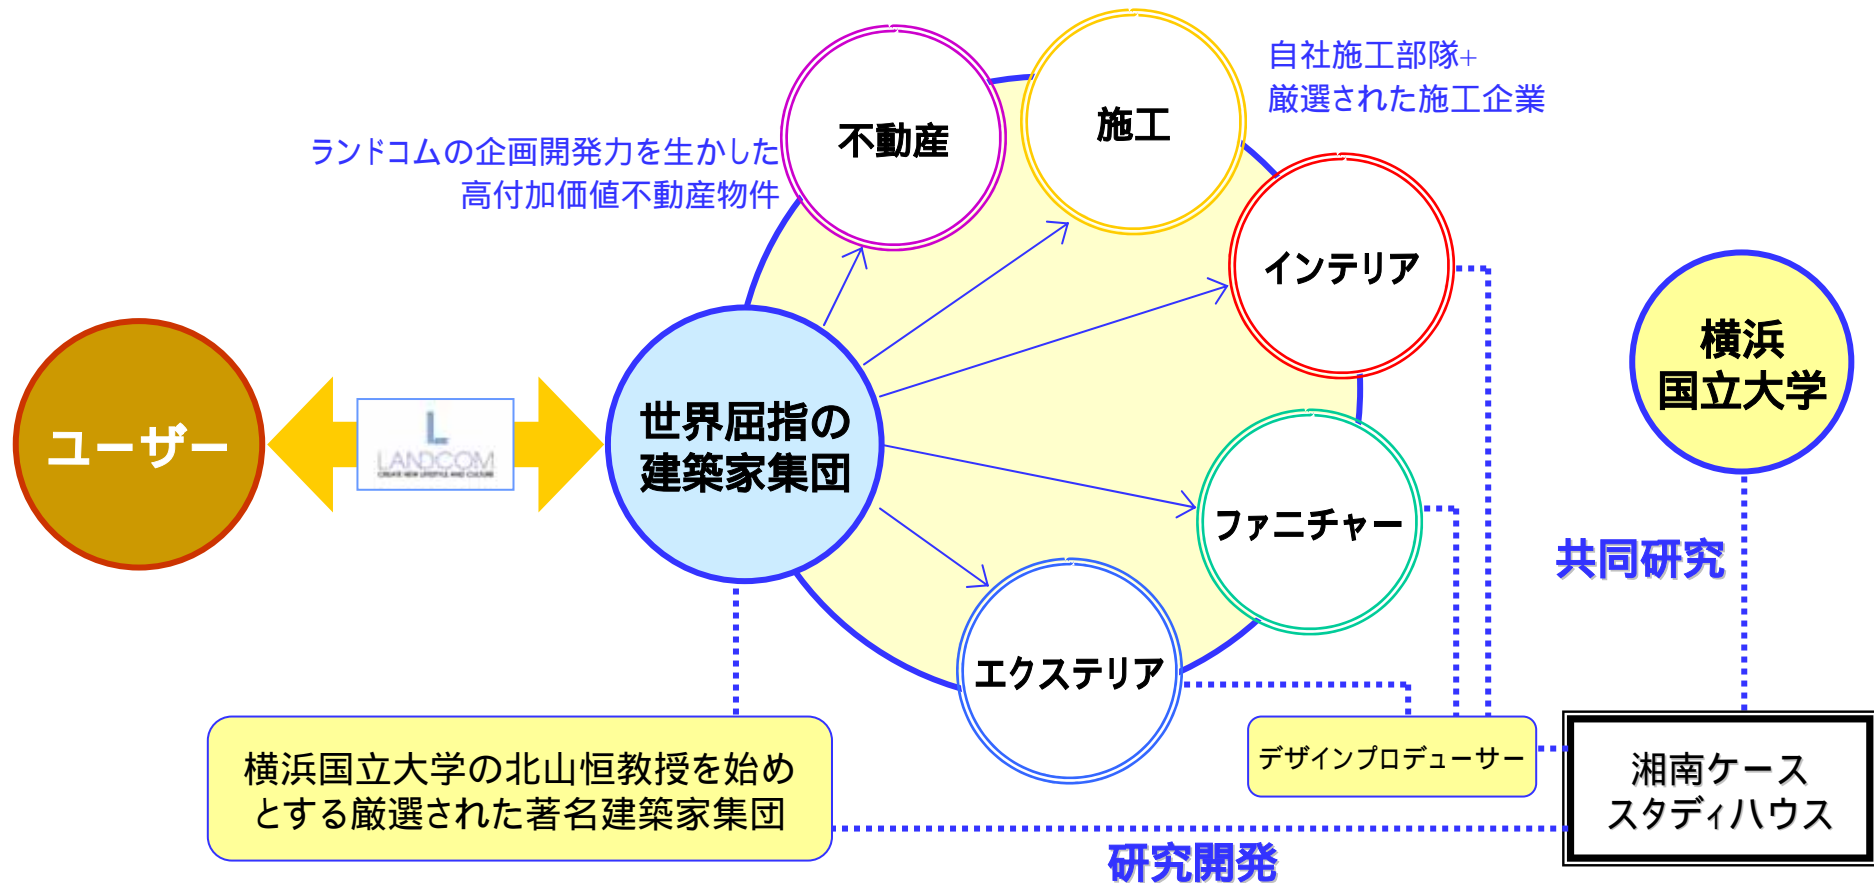 自社施工部隊+
厳選された施工企業
施工
不動産
ランドコムの企画開発力を生かした
高付加価値不動産物件
インテリア
横浜
国立大学
ユーザー
L
LANDCOM
CREATE NEW LIFESTYLE AND CULTURE
世界屈指の
建築家集団
ファニチャー
共同研究
エクステリア
横浜国立大学の北山恒教授を始め
とする厳選された著名建築家集団
デザインプロデューサー
湘南ケース
スタディハウス
研究開発